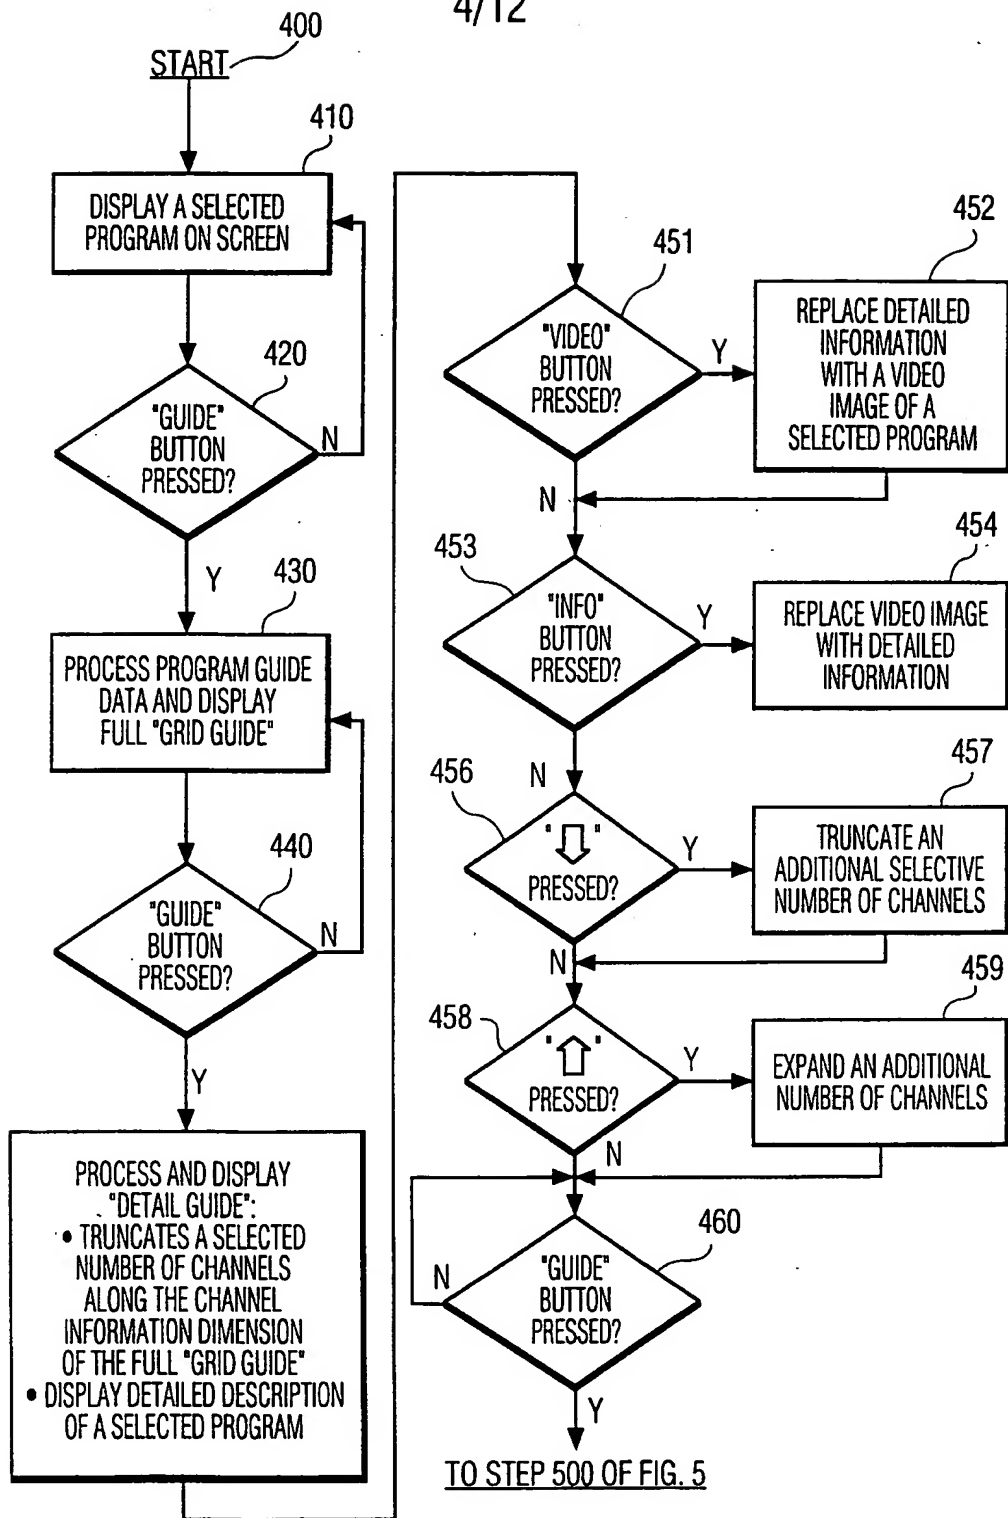 4/12
400
START
410
DISPLAY A SELECTED
PROGRAM ON SCREEN
420
"GUIDE"
BUTTON
PRESSED?
N
Y
430
PROCESS PROGRAM GUIDE
DATA AND DISPLAY
FULL "GRID GUIDE"
440
"GUIDE"
BUTTON
PRESSED?
N
Y
PROCESS AND DISPLAY
"DETAIL GUIDE":
• TRUNCATES A SELECTED
NUMBER OF CHANNELS
ALONG THE CHANNEL
INFORMATION DIMENSION
OF THE FULL "GRID GUIDE"
• DISPLAY DETAILED DESCRIPTION
OF A SELECTED PROGRAM
451
"VIDEO"
BUTTON
PRESSED?
Y
N
452
REPLACE DETAILED
INFORMATION
WITH A VIDEO
IMAGE OF A
SELECTED PROGRAM
453
"INFO"
BUTTON
PRESSED?
Y
N
454
REPLACE VIDEO IMAGE
WITH DETAILED
INFORMATION
456
"⇩"
PRESSED?
Y
N
457
TRUNCATE AN
ADDITIONAL SELECTIVE
NUMBER OF CHANNELS
458
"⇧"
PRESSED?
Y
N
459
EXPAND AN ADDITIONAL
NUMBER OF CHANNELS
460
"GUIDE"
BUTTON
PRESSED?
N
Y
TO STEP 500 OF FIG. 5